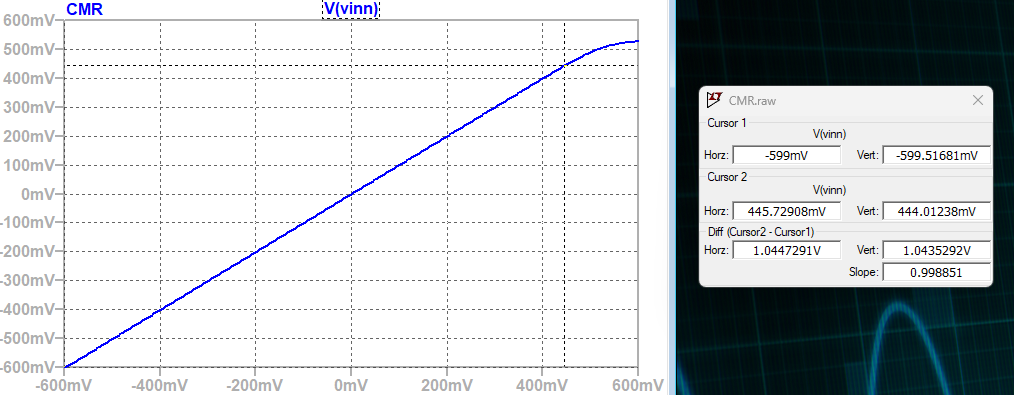 CMR
V(vinn)
600mV
500mV
400mV
300mV
200mV
100mV
0mV
-100mV
-200mV
-300mV
-400mV
-500mV
-600mV
-600mV -400mV -200mV 0mV 200mV 400mV 600mV
CMR.raw
Cursor 1
V(vinn)
Horz: -599mV Vert: -599.51681mV
Cursor 2
V(vinn)
Horz: 445.72908mV Vert: 444.01238mV
Diff (Cursor2 - Cursor1)
Horz: 1.0447291V Vert: 1.0435292V
Slope: 0.998851